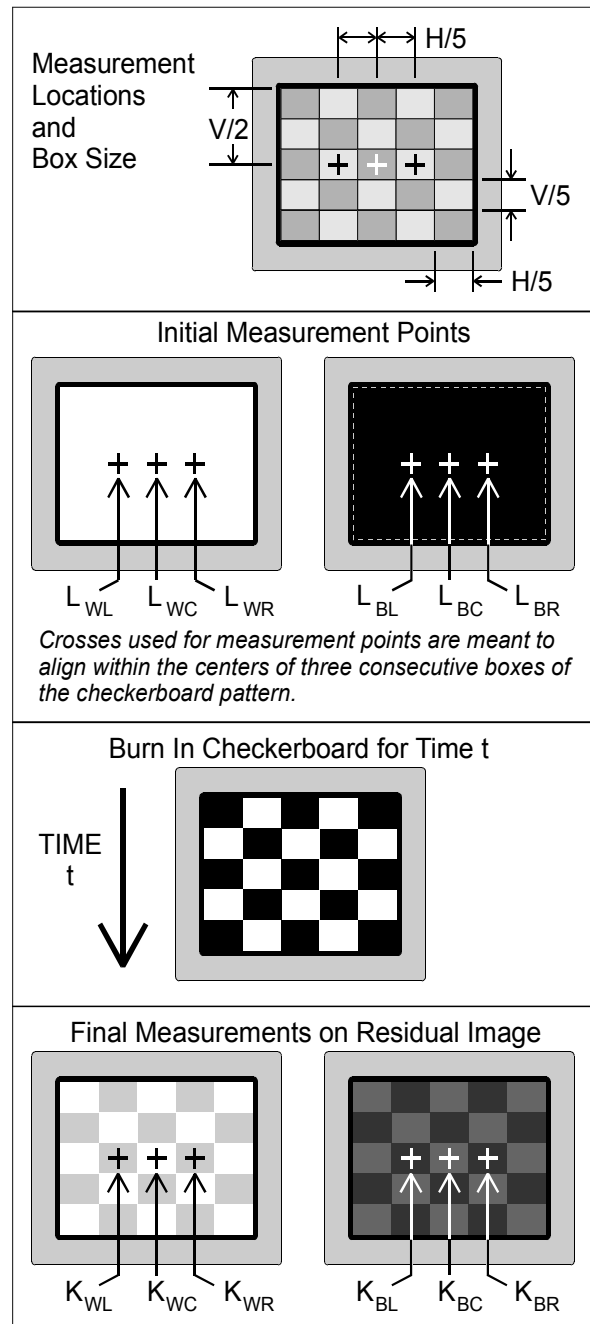 Measurement
Locations
and
Box Size
H/5
V/2
V/5
H/5
Initial Measurement Points
L WL L WC L WR L BL L BC L BR
Crosses used for measurement points are meant to
align within the centers of three consecutive boxes of
the checkerboard pattern.
Burn In Checkerboard for Time t
TIME
t
Final Measurements on Residual Image
K WL K WC K WR K BL K BC K BR